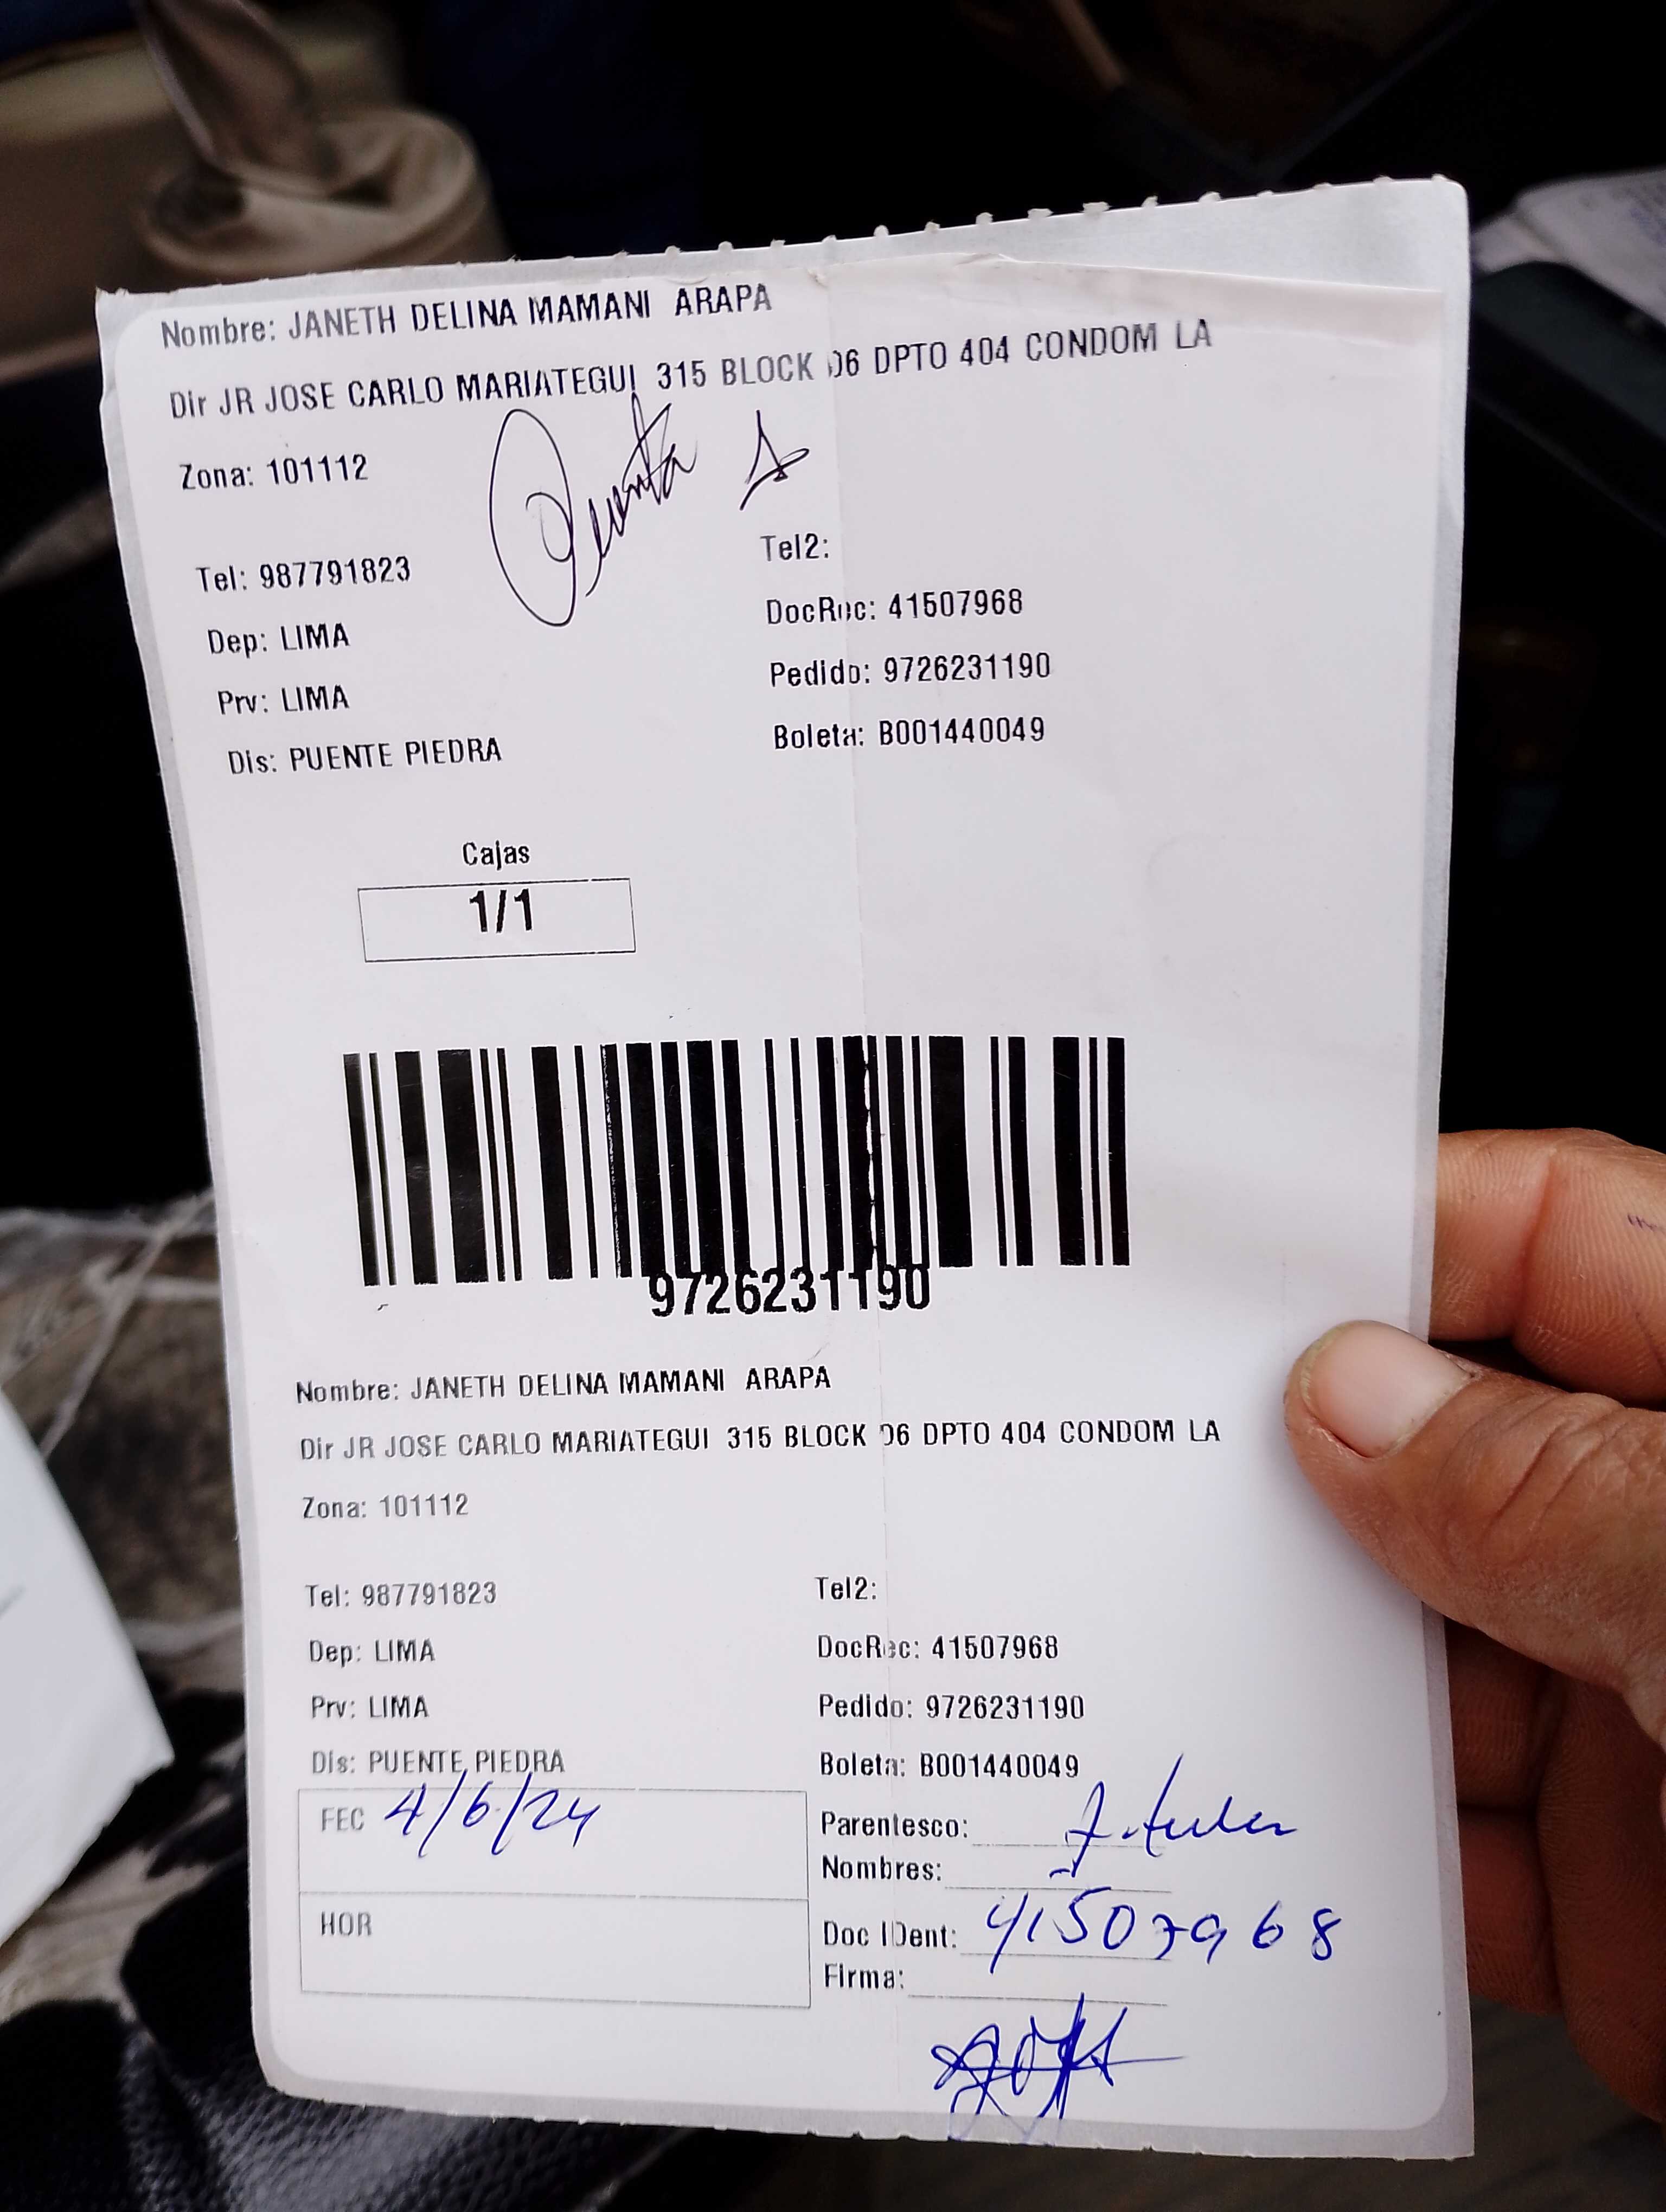 Nombre: JANETH DELINA MAMANI ARAPA
Dir JR JOSE CARLO MARIATEGUI 315 BLOCK 06 DPTO 404 CONDOM LA
Zona: 101112
Tel: 987791823
Tel2:
Dep: LIMA
DocRec: 41507968
Prv: LIMA
Pedido: 9726231190
Dis: PUENTE PIEDRA
Boleta: B001440049
Cajas
1/1
9726231190
Nombre: JANETH DELINA MAMANI ARAPA
Dir JR JOSE CARLO MARIATEGUI 315 BLOCK 06 DPTO 404 CONDOM LA
Zona: 101112
Tel: 987791823
Tel2:
Dep: LIMA
DocRec: 41507968
Prv: LIMA
Pedido: 9726231190
Dis: PUENTE PIEDRA
Boleta: B001440049
FEC 4/6/24
Parentesco:
Nombres:
HOR
Doc IDent: 41507968
Firma: